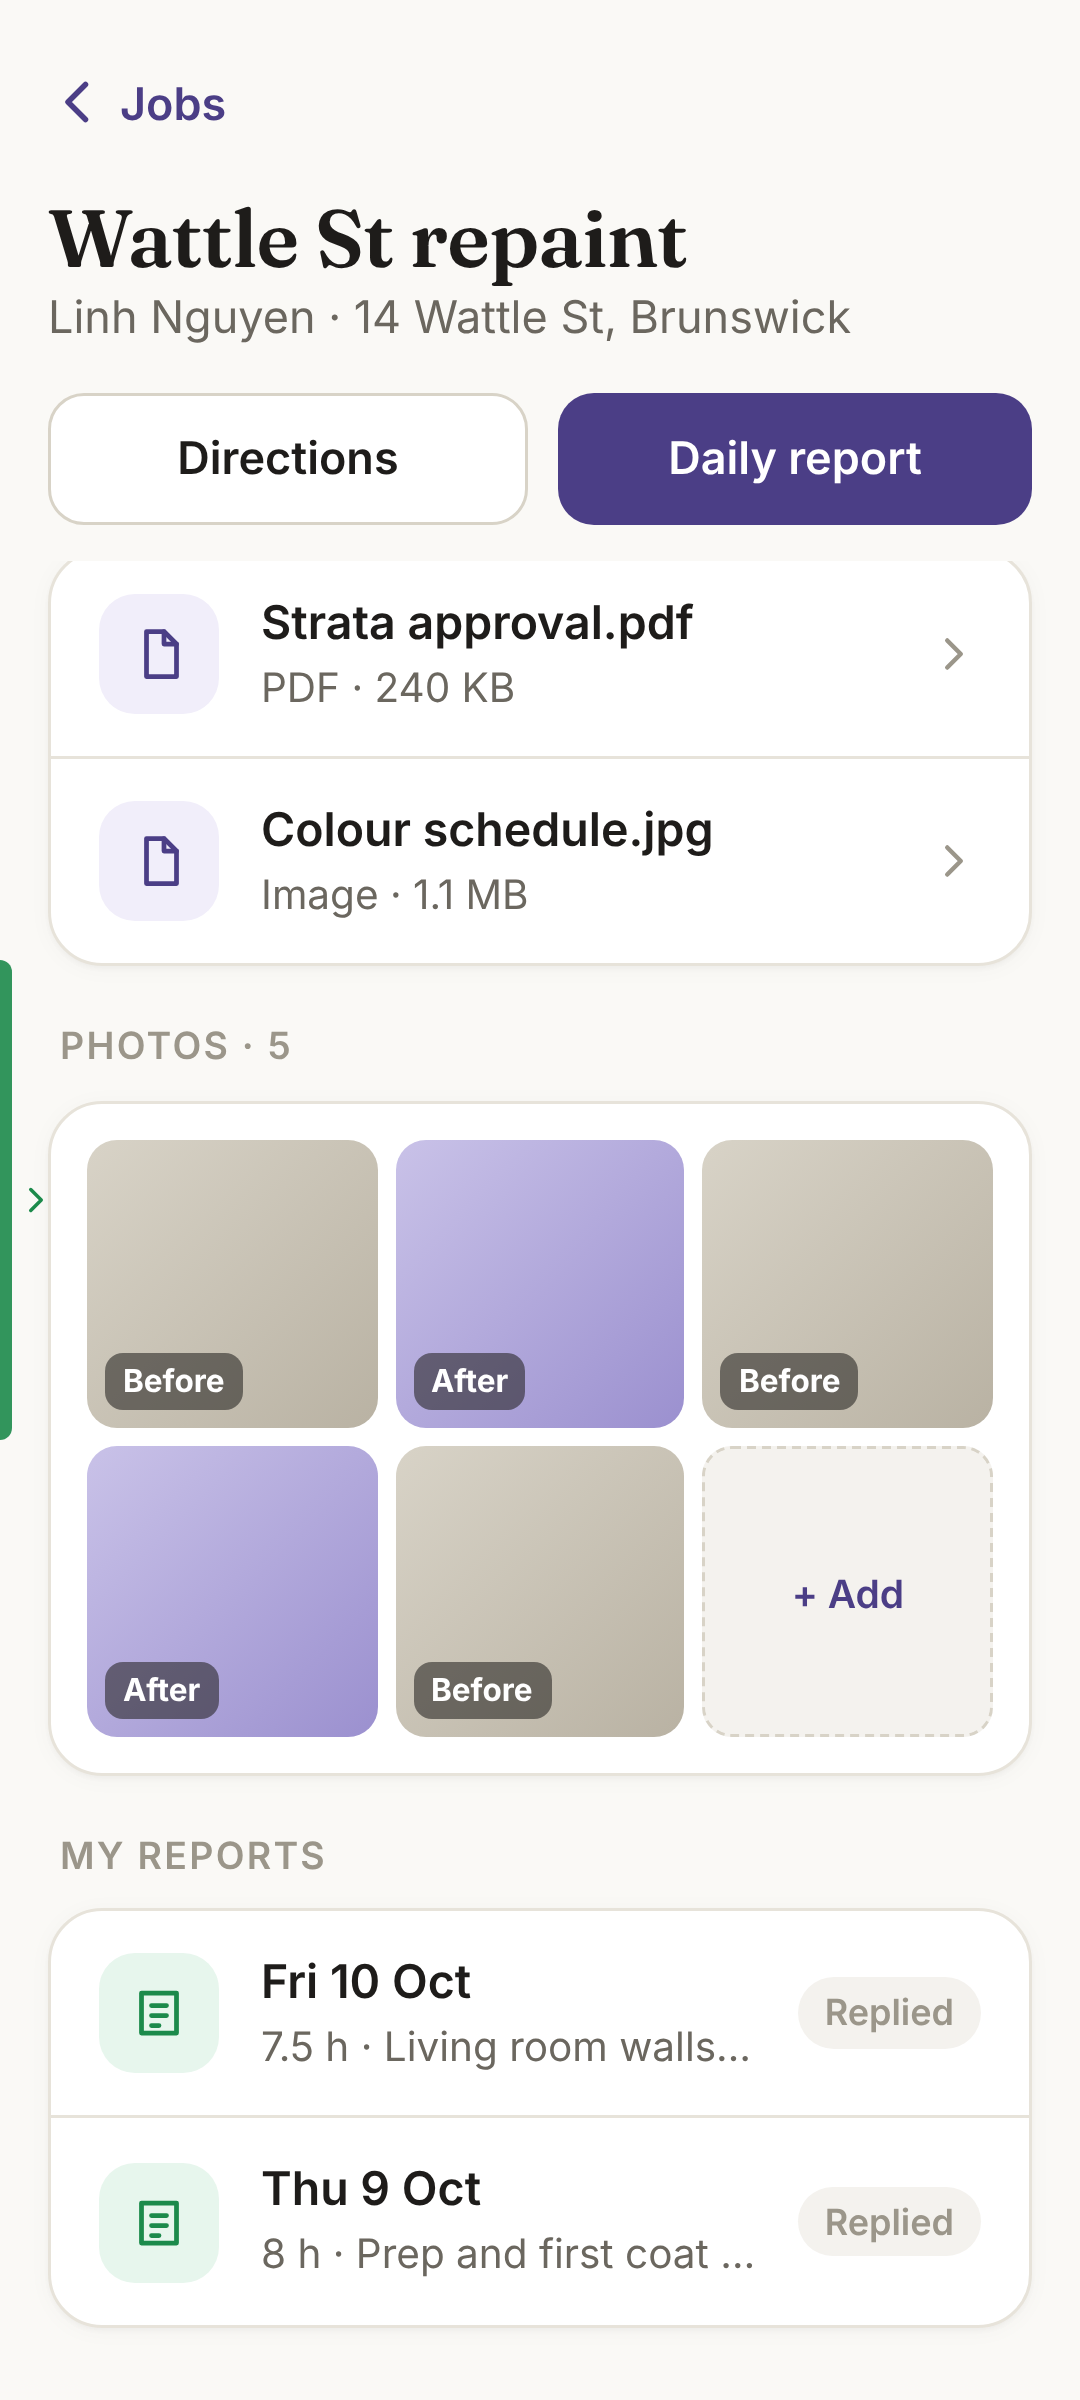 Jobs
Wattle St repaint
Linh Nguyen · 14 Wattle St, Brunswick
Directions
Daily report
Strata approval.pdf
PDF · 240 KB
Colour schedule.jpg
Image · 1.1 MB
PHOTOS · 5
Before
After
Before
After
Before
+ Add
MY REPORTS
Fri 10 Oct
7.5 h · Living room walls...
Replied
Thu 9 Oct
8 h · Prep and first coat ...
Replied